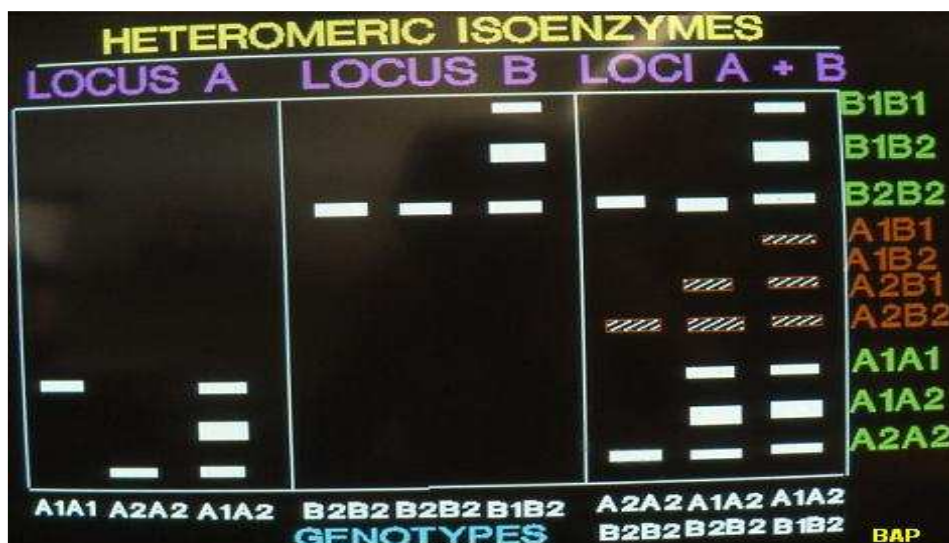 HETEROMERIC ISOENZYMES
LOCUS A LOCUS B LOCI A + B
B1B1
B1B2
B2B2
A1B1
A1B2
A2B1
A2B2
A1A1
A1A2
A2A2
A1A1 A2A2 A1A2 B2B2 B2B2 B1B2 A2A2 A1A2 A1A2
B2B2 B2B2 B1B2
GENOTYPES
BAP